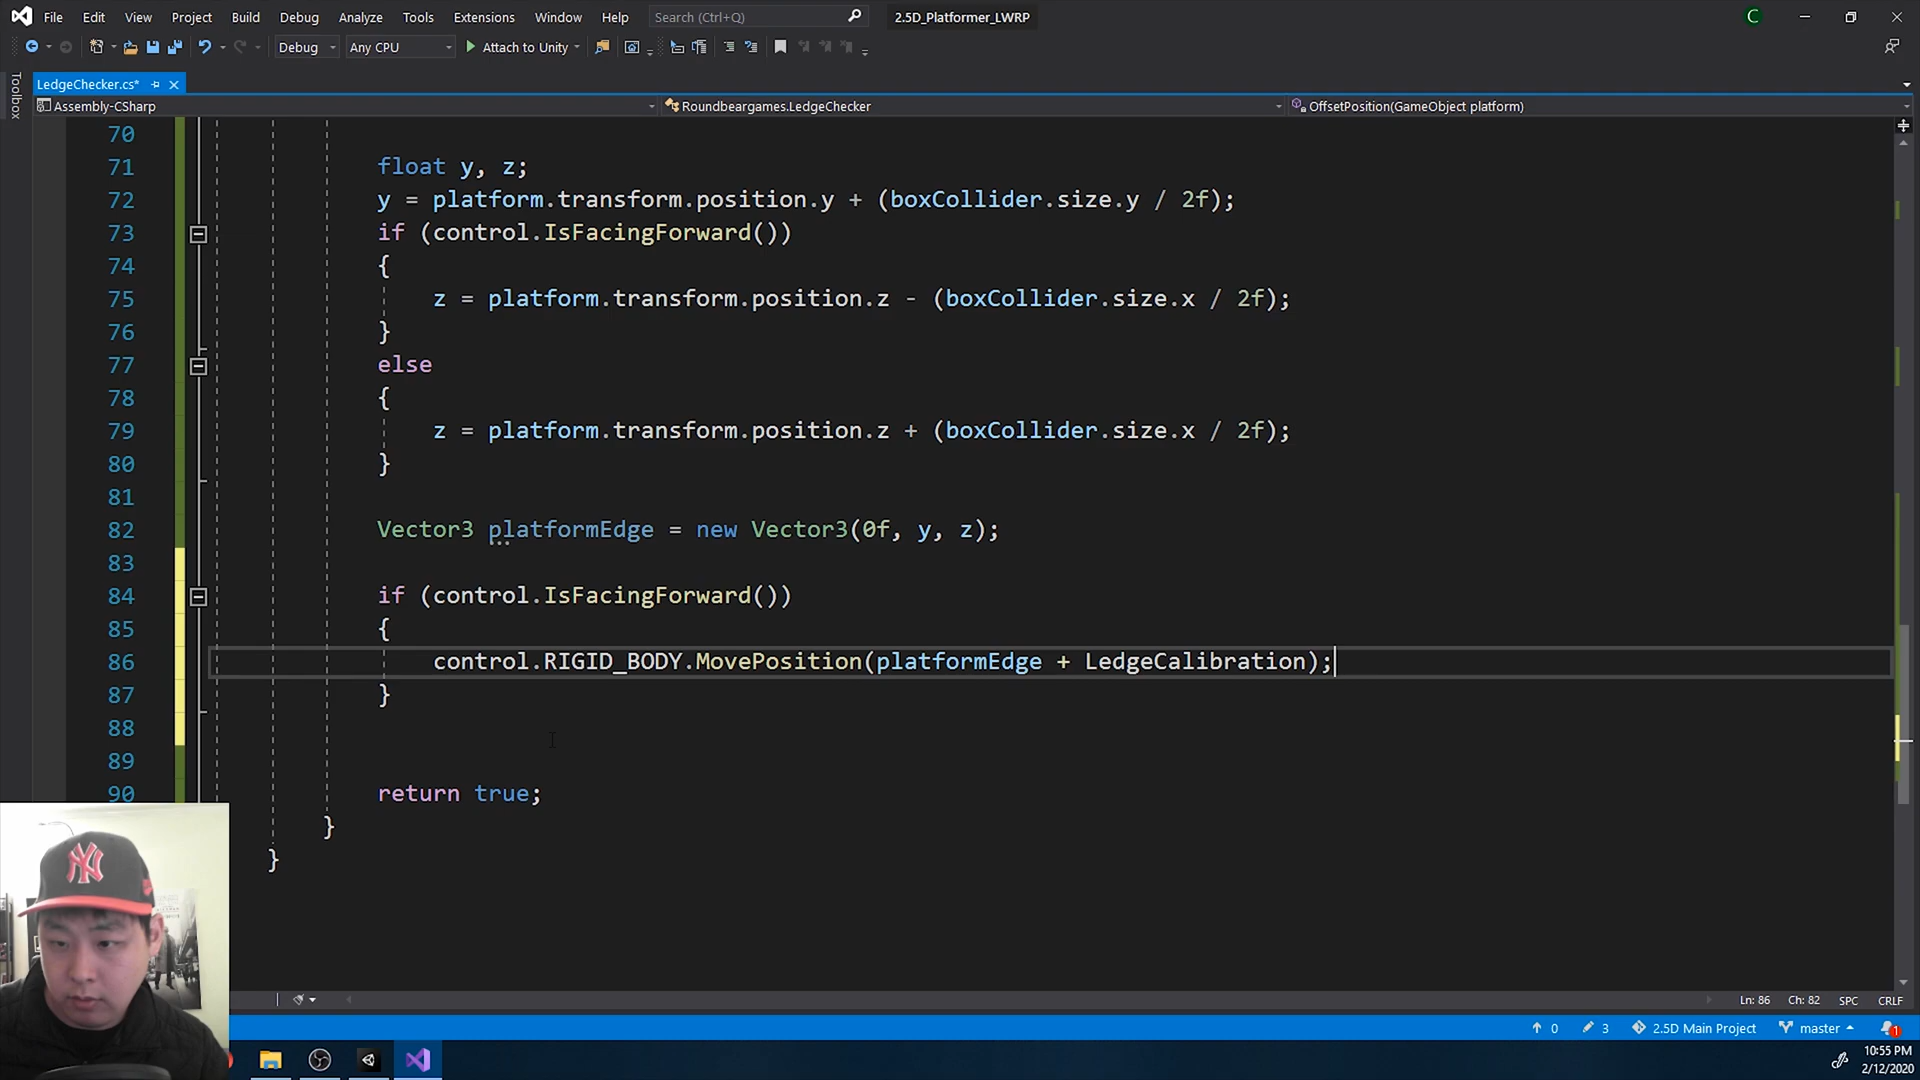 File Edit View Project Build Debug Analyze Tools Extensions Window Help Search (Ctrl+Q) 2.5D_Platformer_LWRP C
Debug Any CPU Attach to Unity
Toolbox
LedgeChecker.cs*
Assembly-CSharp Roundbeargames.LedgeChecker OffsetPosition(GameObject platform)
70
71 float y, z;
72 y = platform.transform.position.y + (boxCollider.size.y / 2f);
73 if (control.IsFacingForward())
74 {
75 z = platform.transform.position.z - (boxCollider.size.x / 2f);
76 }
77 else
78 {
79 z = platform.transform.position.z + (boxCollider.size.x / 2f);
80 }
81
82 Vector3 platformEdge = new Vector3(0f, y, z);
83
84 if (control.IsFacingForward())
85 {
86 control.RIGID_BODY.MovePosition(platformEdge + LedgeCalibration);
87 }
88
89
90 return true;
}
}
Ln: 86 Ch: 82 SPC CRLF
0 3 2.5D Main Project master 1
10:55 PM
2/12/2020